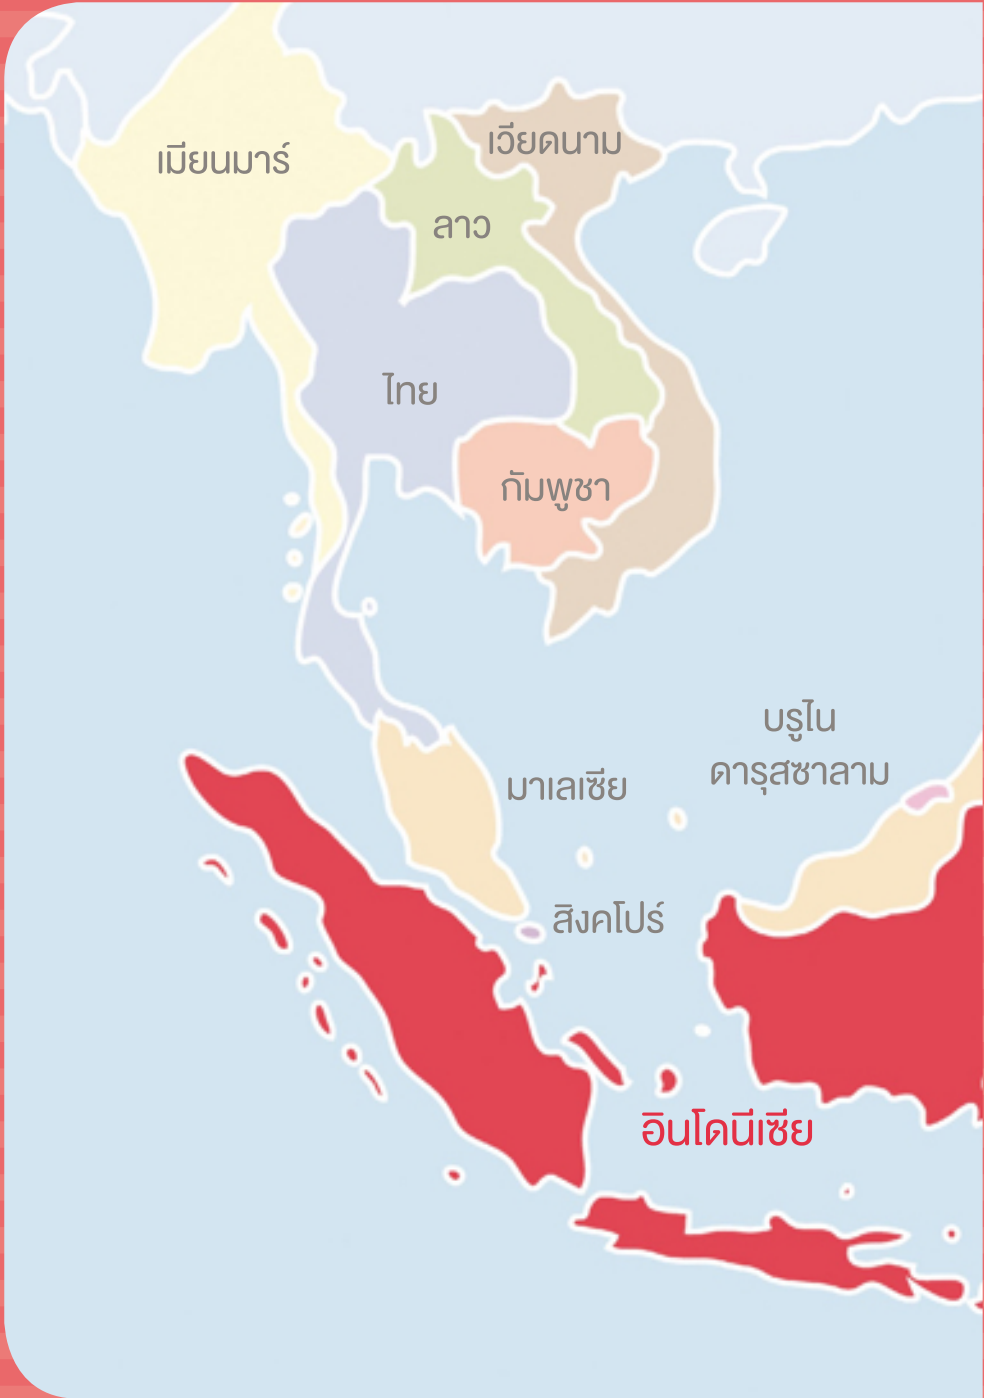 เวียดนาม
เมียนมาร์
ลาว
ไทย
กัมพูชา
บรูไน
ดารุสซาลาม
มาเลเซีย
สิงคโปร์
อินโดนีเซีย